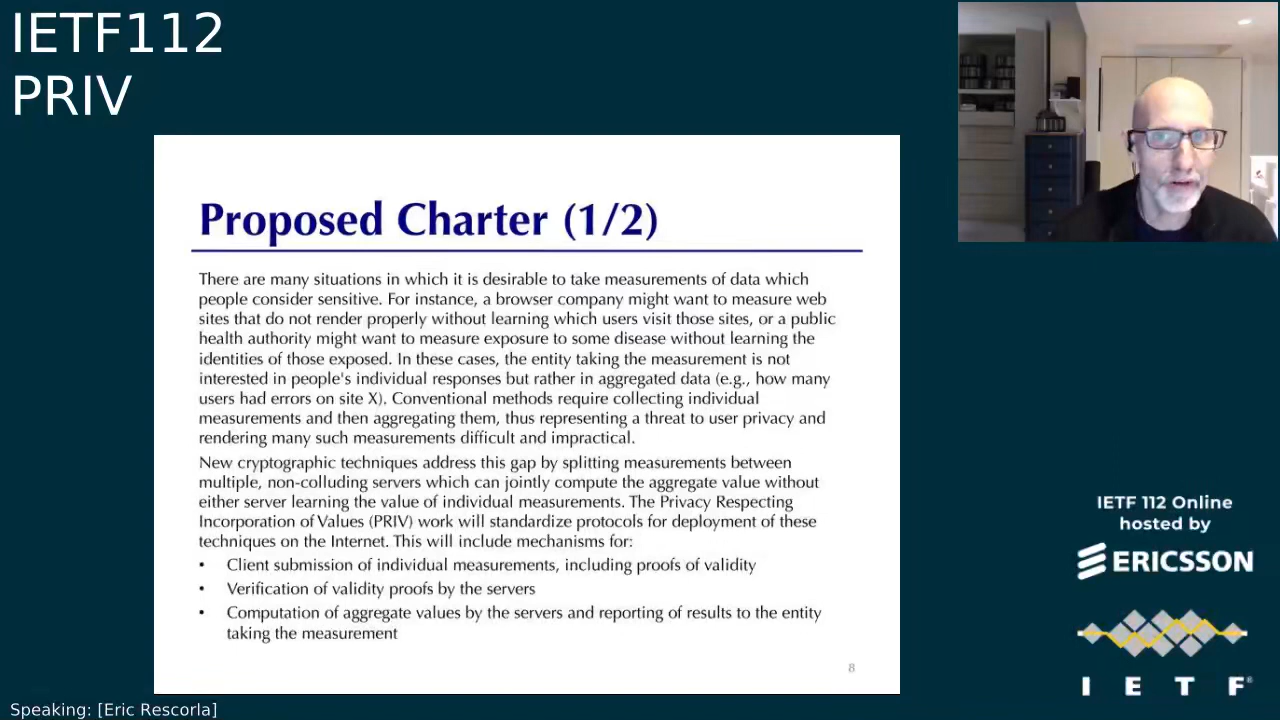 IETF112
PRIV
Proposed Charter (1/2)
There are many situations in which it is desirable to take measurements of data which
people consider sensitive. For instance, a browser company might want to measure web
sites that do not render properly without learning which users visit those sites, or a public
health authority might want to measure exposure to some disease without learning the
identities of those exposed. In these cases, the entity taking the measurement is not
interested in people's individual responses but rather in aggregated data (e.g., how many
users had errors on site X). Conventional methods require collecting individual
measurements and then aggregating them, thus representing a threat to user privacy and
rendering many such measurements difficult and impractical.
New cryptographic techniques address this gap by splitting measurements between
multiple, non-colluding servers which can jointly compute the aggregate value without
either server learning the value of individual measurements. The Privacy Respecting
Incorporation of Values (PRIV) work will standardize protocols for deployment of these
techniques on the Internet. This will include mechanisms for:
• Client submission of individual measurements, including proofs of validity
• Verification of validity proofs by the servers
• Computation of aggregate values by the servers and reporting of results to the entity
taking the measurement
8
IETF 112 Online
hosted by
ERICSSON
I E T F®
Speaking: [Eric Rescorla]